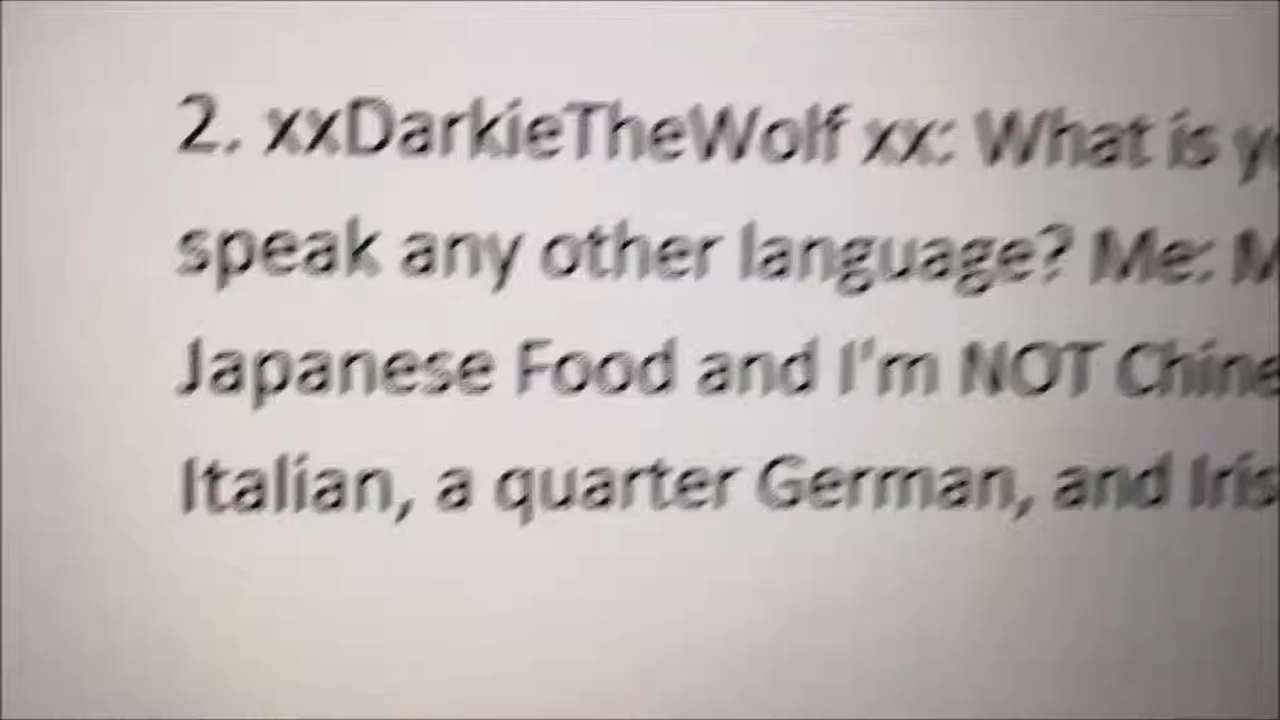 2. xxDarkieTheWolf xx: What is
speak any other language? Me:
Japanese Food and I'm NOT
Italian, a quarter German, and